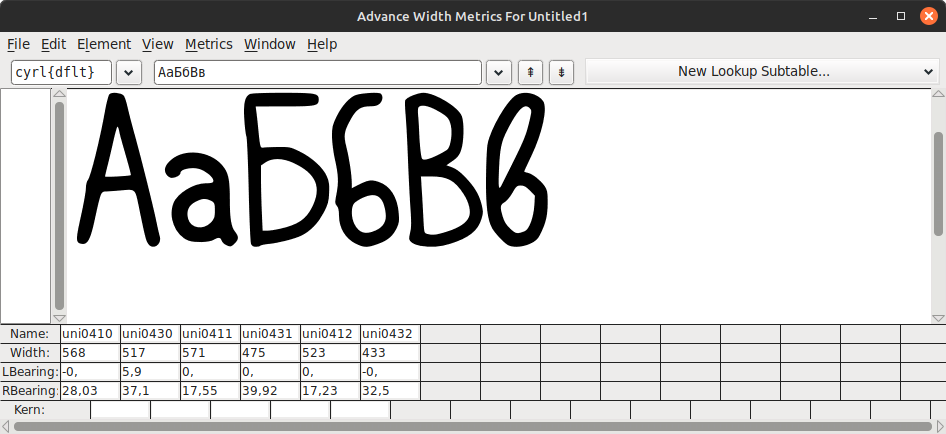 Advance Width Metrics For Untitled1
File Edit Element View Metrics Window Help
cyrl{dflt} АаБбВв New Lookup Subtable...
АаБбВв
Name: uni0410 uni0430 uni0411 uni0431 uni0412 uni0432
Width: 568 517 571 475 523 433
LBearing: -0, 5,9 0, 0, 0, -0,
RBearing: 28,03 37,1 17,55 39,92 17,23 32,5
Kern: